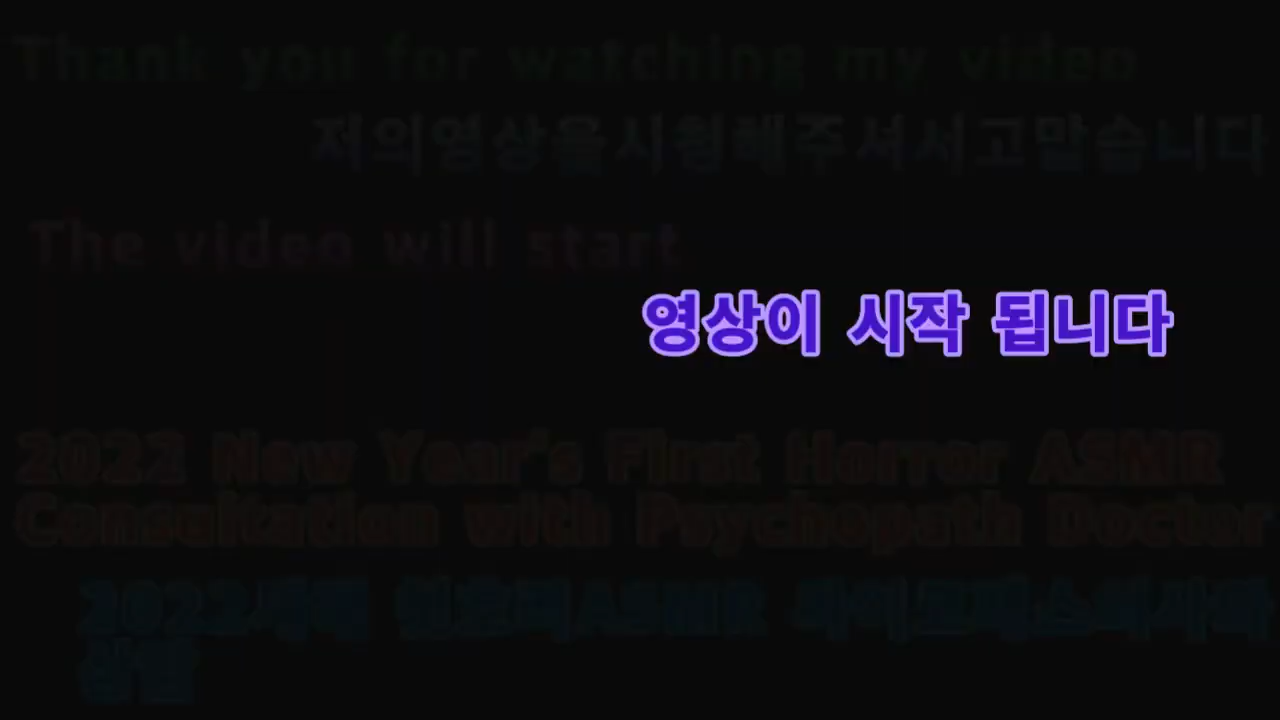 Thank you for watching my video
저의영상을시청해주셔서고맙습니다
The video will start
영상이 시작 됩니다
2022 New Year's First Horror ASMR
Consultation with Psychopath Doctor
상담